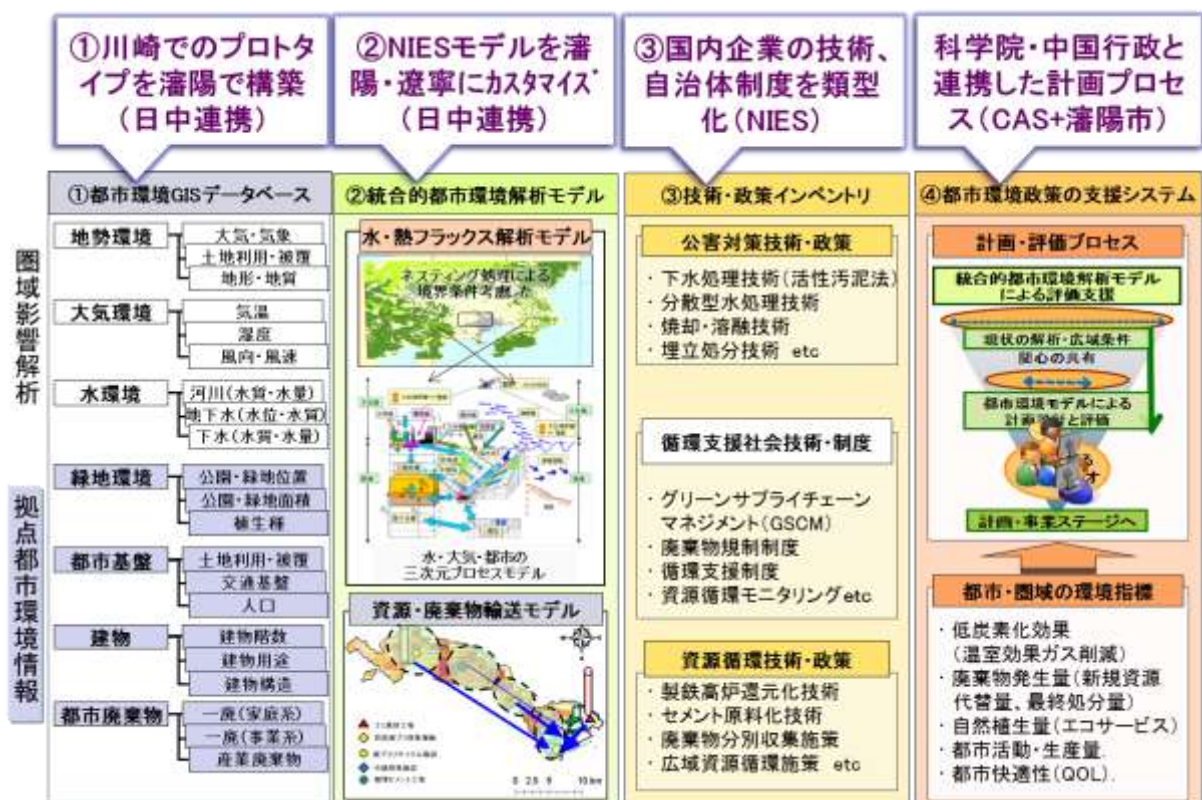 ①川崎でのプロトタ
イプを瀋陽で構築
(日中連携)
②NIESモデルを瀋
陽・遼寧にカスタマイズ
(日中連携)
③国内企業の技術、
自治体制度を類型
化(NIES)
科学院・中国行政と
連携した計画プロセ
ス(CAS+瀋陽市)
圏域影響解析
拠点都市環境情報
①都市環境GISデータベース
地勢環境
大気・気象
土地利用・被覆
地形・地質
大気環境
気温
湿度
風向・風速
水環境
河川(水質・水量)
地下水(水位・水質)
下水(水質・水量)
緑地環境
公園・緑地位置
公園・緑地面積
植生種
都市基盤
土地利用・被覆
交通基盤
人口
建物
建物階数
建物用途
建物構造
都市廃棄物
一廃(家庭系)
一廃(事業系)
産業廃棄物
②統合的都市環境解析モデル
水・熱フラックス解析モデル
ネスティング処理による
境界条件考慮した
水・大気・都市の
三次元プロセスモデル
資源・廃棄物輸送モデル
0 2.5 5 10 km
③技術・政策インベントリ
公害対策技術・政策
・下水処理技術(活性汚泥法)
・分散型水処理技術
・焼却・溶融技術
・埋立処分技術 etc
循環支援社会技術・制度
・グリーンサプライチェーン
マネジメント(GSCM)
・廃棄物規制制度
・循環支援制度
・資源循環モニタリングetc
資源循環技術・政策
・製鉄高炉還元化技術
・セメント原料化技術
・廃棄物分別収集施策
・広域資源循環施策 etc
④都市環境政策の支援システム
計画・評価プロセス
統合的都市環境解析モデル
による評価支援
現状の解析・広域条件
関心の共有
都市環境モデルによる
計画・事業ステージへ
都市・圏域の環境指標
・低炭素化効果
(温室効果ガス削減)
・廃棄物発生量(新規資源
代替量、最終処分量)
・自然植生量(エコサービス)
・都市活動・生産量.
・都市快適性(QOL).